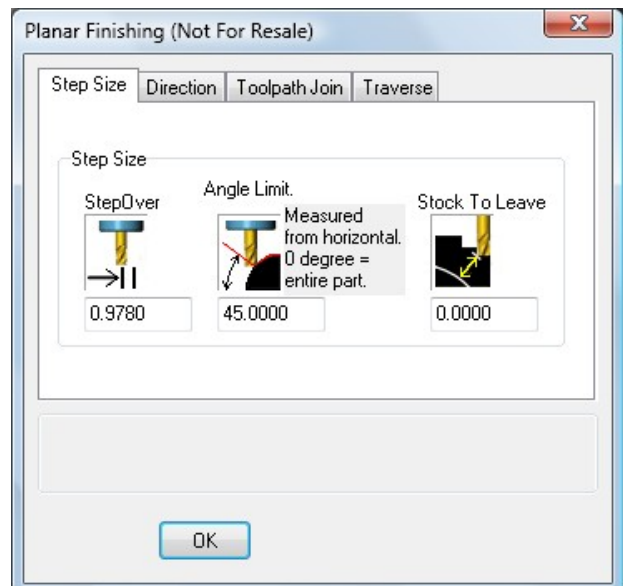 Planar Finishing (Not For Resale)
Step Size
Direction
Toolpath Join
Traverse
Step Size
StepOver
Angle Limit.
Measured
from horizontal.
0 degree =
entire part.
Stock To Leave
0.9780
45.0000
0.0000
OK